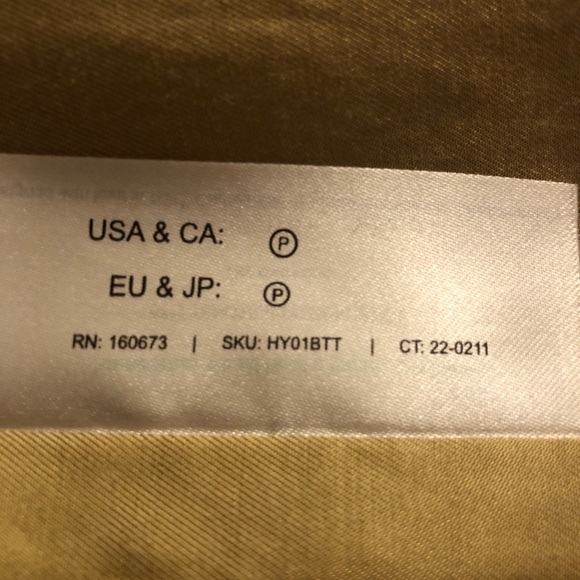 USA & CA: Ⓟ
EU & JP: Ⓟ
RN: 160673 | SKU: HY01BTT | CT: 22-0211